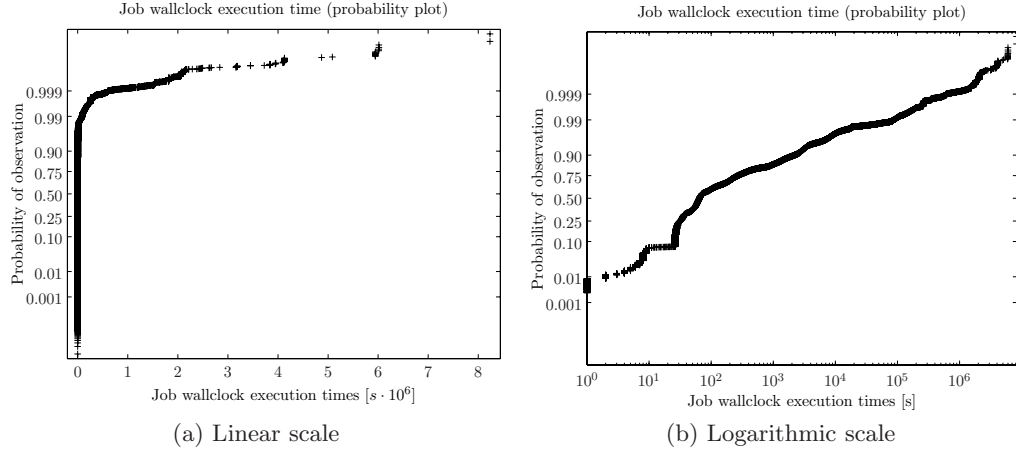 Job wallclock execution time (probability plot)
Probability of observation
0.999
0.99
0.90
0.75
0.50
0.25
0.10
0.01
0.001
0 1 2 3 4 5 6 7 8
Job wallclock execution times [s · 10⁶]
(a) Linear scale
Job wallclock execution time (probability plot)
Probability of observation
0.999
0.99
0.90
0.75
0.50
0.25
0.10
0.01
0.001
10⁰ 10¹ 10² 10³ 10⁴ 10⁵ 10⁶
Job wallclock execution times [s]
(b) Logarithmic scale